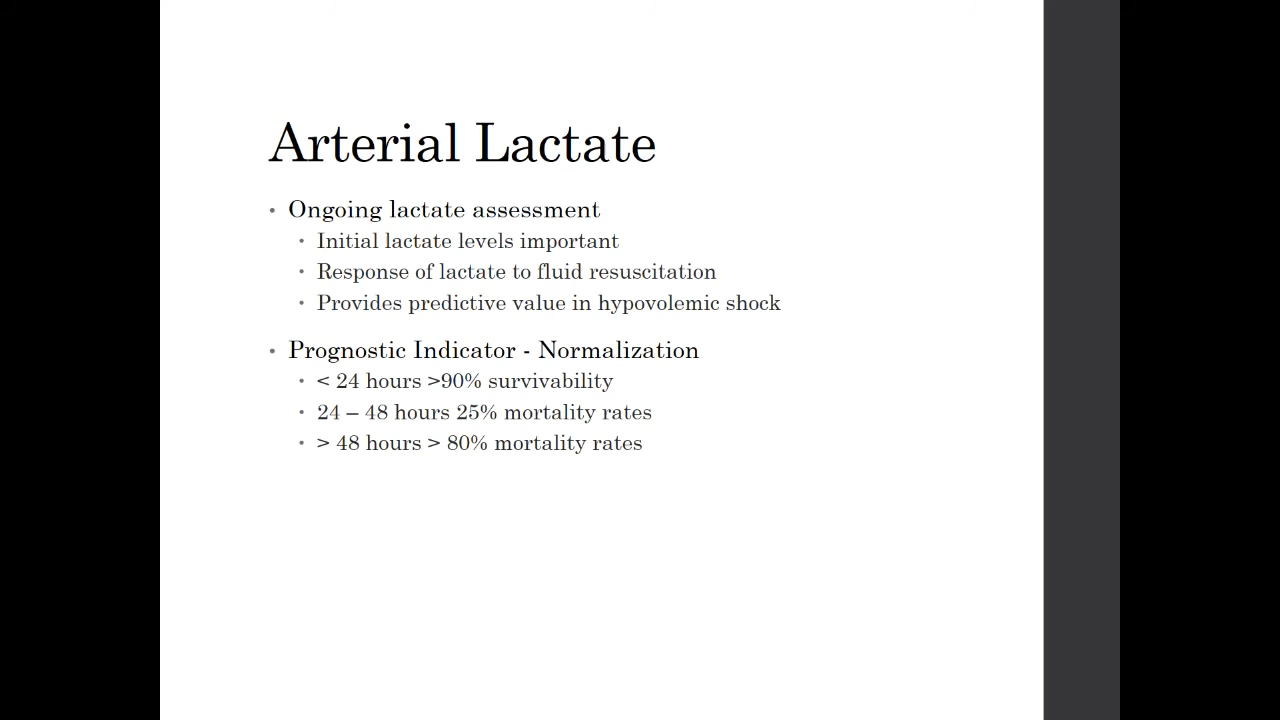 Arterial Lactate
• Ongoing lactate assessment
• Initial lactate levels important
• Response of lactate to fluid resuscitation
• Provides predictive value in hypovolemic shock
• Prognostic Indicator - Normalization
• < 24 hours >90% survivability
• 24 – 48 hours 25% mortality rates
• > 48 hours > 80% mortality rates